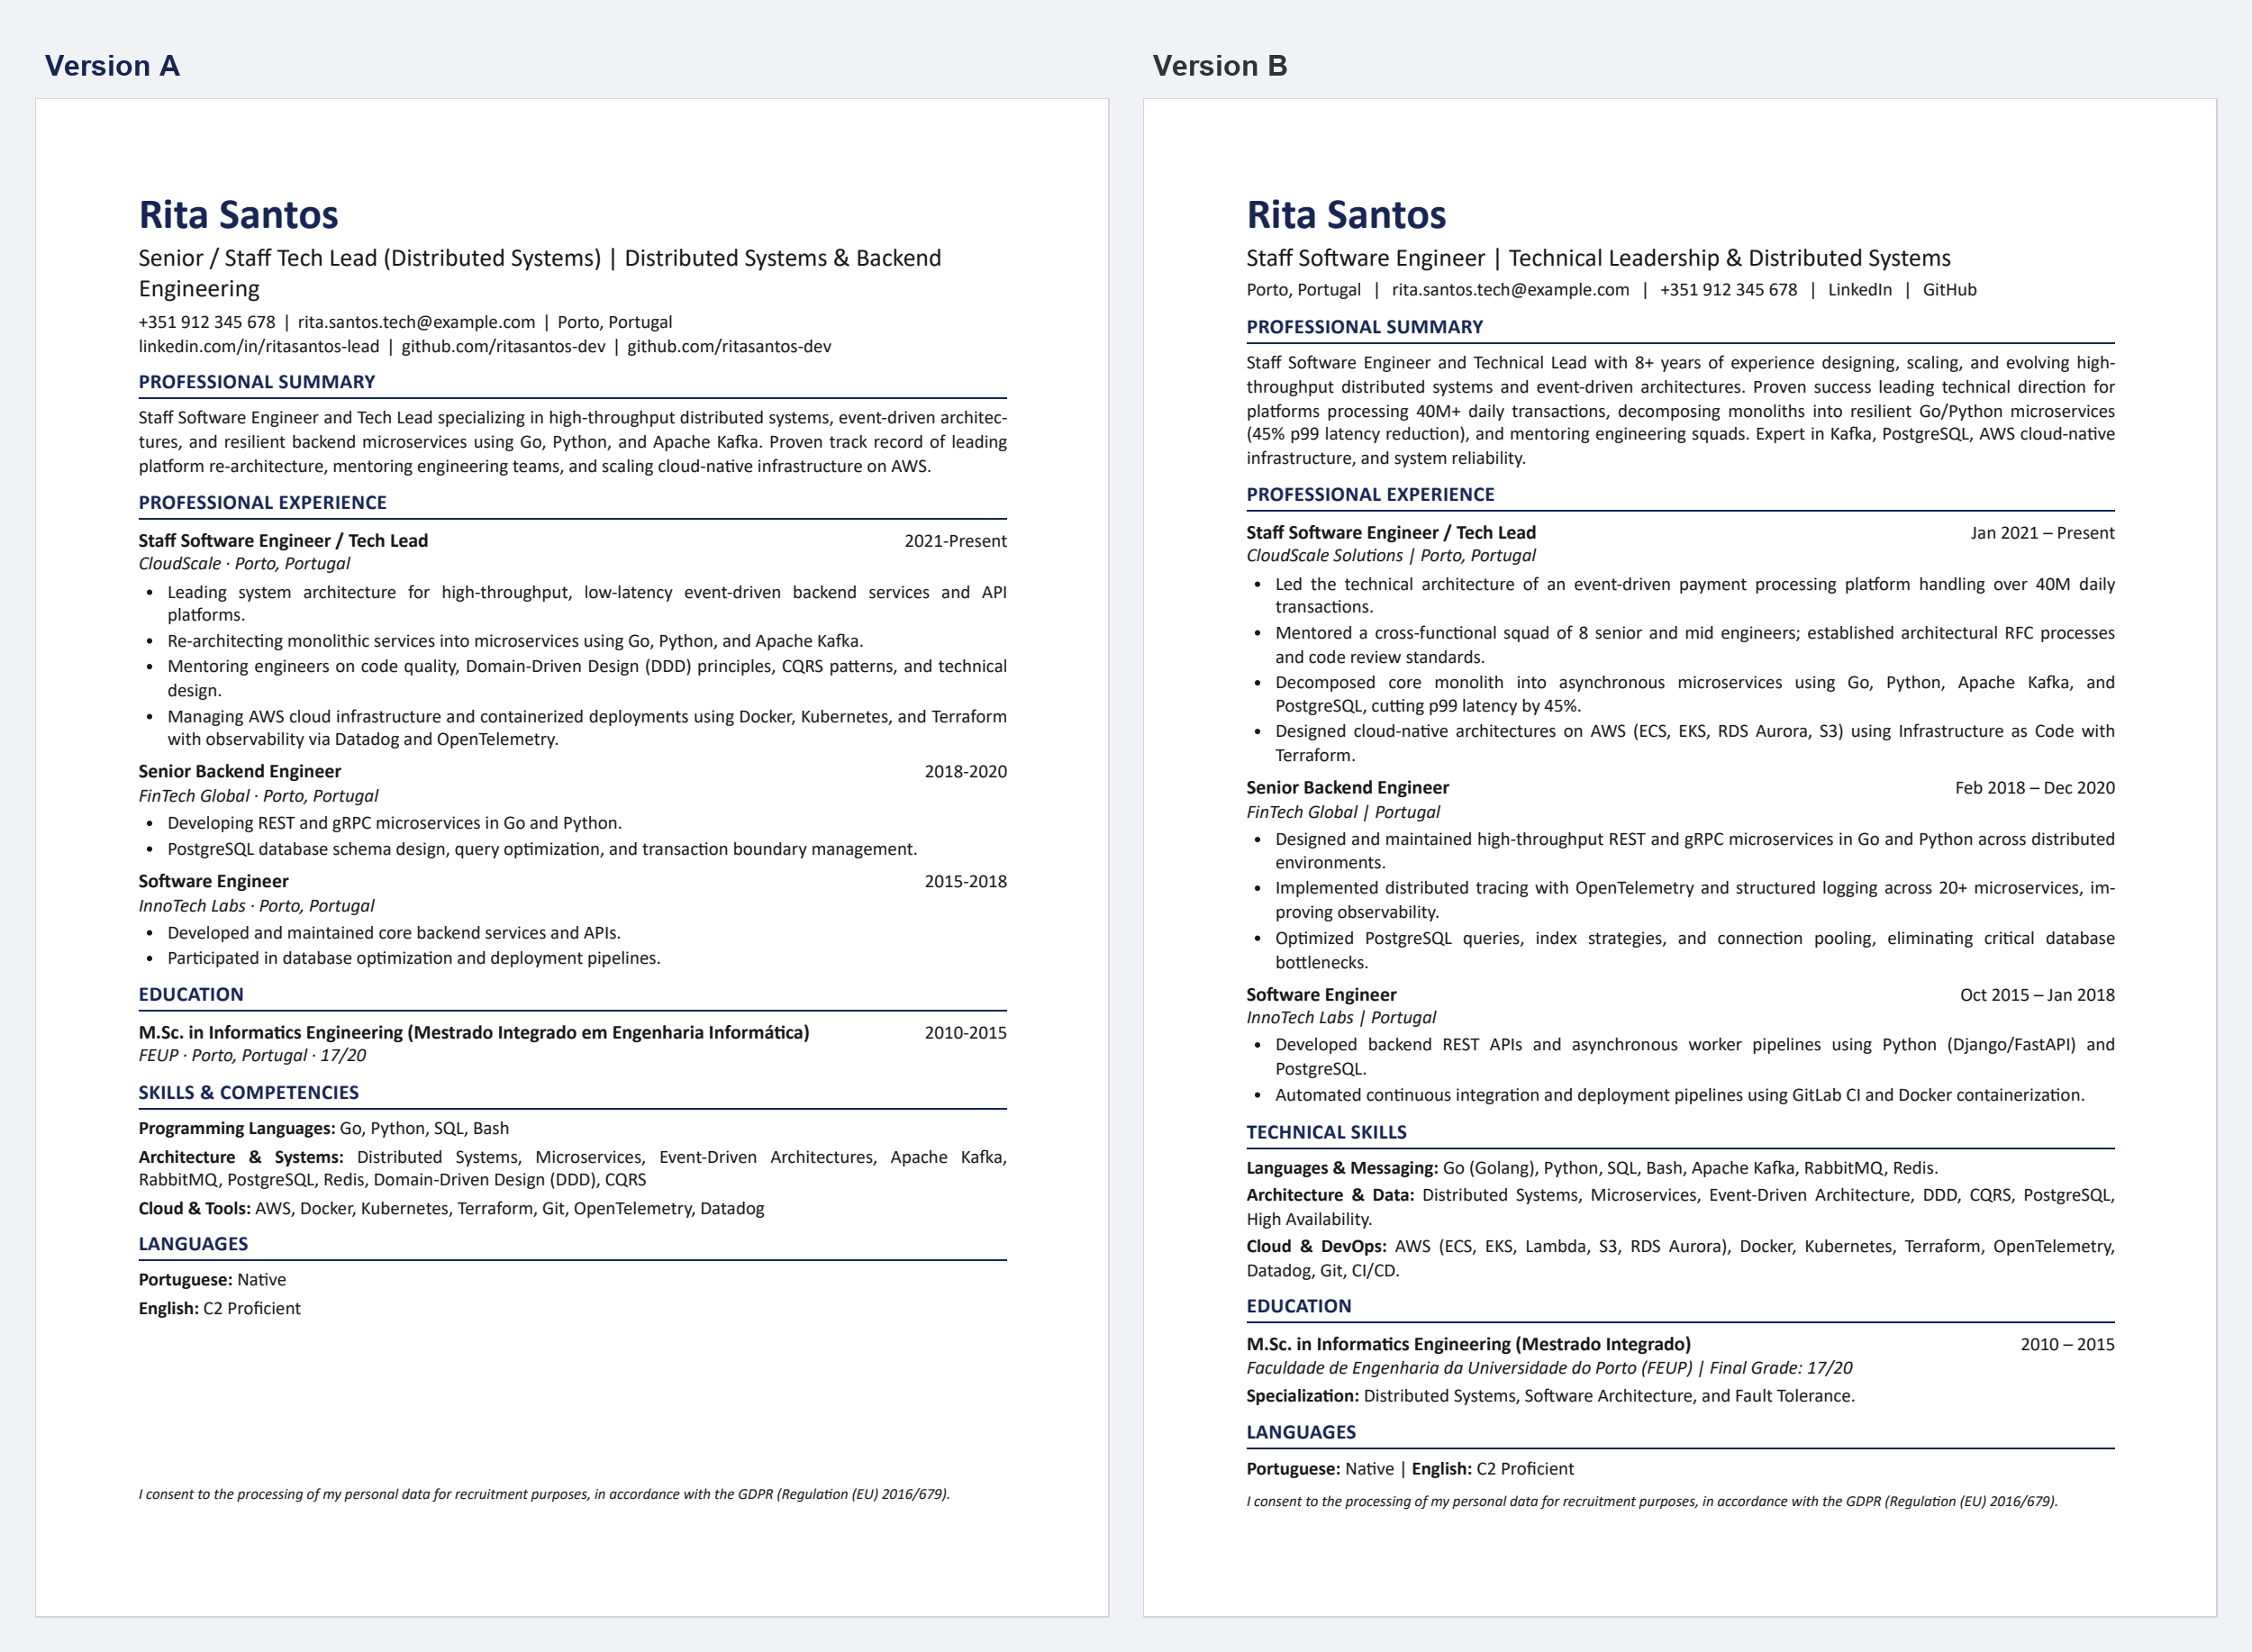 Version A
Rita Santos
Senior / Staff Tech Lead (Distributed Systems) | Distributed Systems & Backend
Engineering
+351 912 345 678 | rita.santos.tech@example.com | Porto, Portugal
linkedin.com/in/ritasantos-lead | github.com/ritasantos-dev | github.com/ritasantos-dev
PROFESSIONAL SUMMARY
Staff Software Engineer and Tech Lead specializing in high-throughput distributed systems, event-driven architec-
tures, and resilient backend microservices using Go, Python, and Apache Kafka. Proven track record of leading
platform re-architecture, mentoring engineering teams, and scaling cloud-native infrastructure on AWS.
PROFESSIONAL EXPERIENCE
Staff Software Engineer / Tech Lead 2021-Present
CloudScale · Porto, Portugal
• Leading system architecture for high-throughput, low-latency event-driven backend services and API
platforms.
• Re-architecting monolithic services into microservices using Go, Python, and Apache Kafka.
• Mentoring engineers on code quality, Domain-Driven Design (DDD) principles, CQRS patterns, and technical
design.
• Managing AWS cloud infrastructure and containerized deployments using Docker, Kubernetes, and Terraform
with observability via Datadog and OpenTelemetry.
Senior Backend Engineer 2018-2020
FinTech Global · Porto, Portugal
• Developing REST and gRPC microservices in Go and Python.
• PostgreSQL database schema design, query optimization, and transaction boundary management.
Software Engineer 2015-2018
InnoTech Labs · Porto, Portugal
• Developed and maintained core backend services and APIs.
• Participated in database optimization and deployment pipelines.
EDUCATION
M.Sc. in Informatics Engineering (Mestrado Integrado em Engenharia Informática) 2010-2015
FEUP · Porto, Portugal · 17/20
SKILLS & COMPETENCIES
Programming Languages: Go, Python, SQL, Bash
Architecture & Systems: Distributed Systems, Microservices, Event-Driven Architectures, Apache Kafka,
RabbitMQ, PostgreSQL, Redis, Domain-Driven Design (DDD), CQRS
Cloud & Tools: AWS, Docker, Kubernetes, Terraform, Git, OpenTelemetry, Datadog
LANGUAGES
Portuguese: Native
English: C2 Proficient
I consent to the processing of my personal data for recruitment purposes, in accordance with the GDPR (Regulation (EU) 2016/679).
Version B
Rita Santos
Staff Software Engineer | Technical Leadership & Distributed Systems
Porto, Portugal | rita.santos.tech@example.com | +351 912 345 678 | LinkedIn | GitHub
PROFESSIONAL SUMMARY
Staff Software Engineer and Technical Lead with 8+ years of experience designing, scaling, and evolving high-
throughput distributed systems and event-driven architectures. Proven success leading technical direction for
platforms processing 40M+ daily transactions, decomposing monoliths into resilient Go/Python microservices
(45% p99 latency reduction), and mentoring engineering squads. Expert in Kafka, PostgreSQL, AWS cloud-native
infrastructure, and system reliability.
PROFESSIONAL EXPERIENCE
Staff Software Engineer / Tech Lead Jan 2021 – Present
CloudScale Solutions | Porto, Portugal
• Led the technical architecture of an event-driven payment processing platform handling over 40M daily
transactions.
• Mentored a cross-functional squad of 8 senior and mid engineers; established architectural RFC processes
and code review standards.
• Decomposed core monolith into asynchronous microservices using Go, Python, Apache Kafka, and
PostgreSQL, cutting p99 latency by 45%.
• Designed cloud-native architectures on AWS (ECS, EKS, RDS Aurora, S3) using Infrastructure as Code with
Terraform.
Senior Backend Engineer Feb 2018 – Dec 2020
FinTech Global | Portugal
• Designed and maintained high-throughput REST and gRPC microservices in Go and Python across distributed
environments.
• Implemented distributed tracing with OpenTelemetry and structured logging across 20+ microservices, im-
proving observability.
• Optimized PostgreSQL queries, index strategies, and connection pooling, eliminating critical database
bottlenecks.
Software Engineer Oct 2015 – Jan 2018
InnoTech Labs | Portugal
• Developed backend REST APIs and asynchronous worker pipelines using Python (Django/FastAPI) and
PostgreSQL.
• Automated continuous integration and deployment pipelines using GitLab CI and Docker containerization.
TECHNICAL SKILLS
Languages & Messaging: Go (Golang), Python, SQL, Bash, Apache Kafka, RabbitMQ, Redis.
Architecture & Data: Distributed Systems, Microservices, Event-Driven Architecture, DDD, CQRS, PostgreSQL,
High Availability.
Cloud & DevOps: AWS (ECS, EKS, Lambda, S3, RDS Aurora), Docker, Kubernetes, Terraform, OpenTelemetry,
Datadog, Git, CI/CD.
EDUCATION
M.Sc. in Informatics Engineering (Mestrado Integrado) 2010 – 2015
Faculdade de Engenharia da Universidade do Porto (FEUP) | Final Grade: 17/20
Specialization: Distributed Systems, Software Architecture, and Fault Tolerance.
LANGUAGES
Portuguese: Native | English: C2 Proficient
I consent to the processing of my personal data for recruitment purposes, in accordance with the GDPR (Regulation (EU) 2016/679).